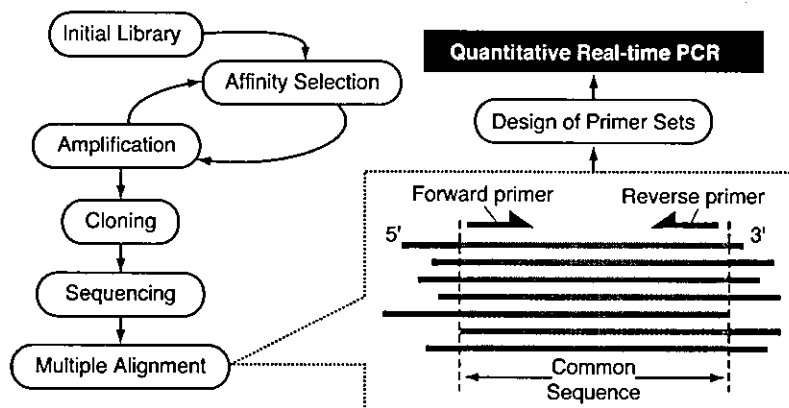 Initial Library
Affinity Selection
Amplification
Cloning
Sequencing
Multiple Alignment
Quantitative Real-time PCR
Design of Primer Sets
Forward primer
Reverse primer
5'
3'
Common
Sequence